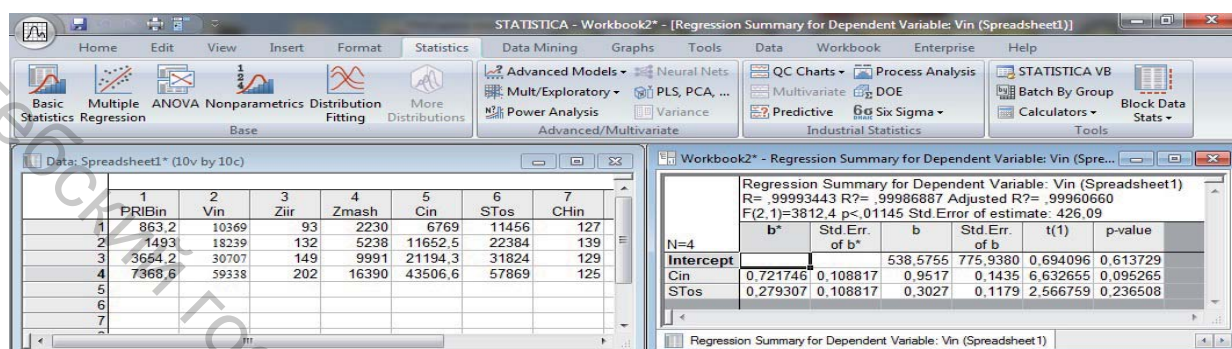 STATISTICA - Workbook2* - [Regression Summary for Dependent Variable: Vin (Spreadsheet1)]
Home Edit View Insert Format Statistics Data Mining Graphs Tools Data Workbook Enterprise Help
Basic Statistics
Multiple Regression
ANOVA
Nonparametrics
Distribution Fitting
More Distributions
Base
Advanced Models
Mult/Exploratory
Power Analysis
Neural Nets
PLS, PCA, ...
Variance
Advanced/Multivariate
QC Charts
Multivariate
Predictive
Process Analysis
DOE
6σ Six Sigma
Industrial Statistics
STATISTICA VB
Batch By Group
Calculators
Block Data Stats
Tools
Data: Spreadsheet1* (10v by 10c)
1 2 3 4 5 6 7
PRIBin Vin Ziir Zmash Cin STos CHin
1 863,2 10369 93 2230 6769 11456 127
2 1493 18239 132 5238 11652,5 22384 139
3 3654,2 30707 149 9991 21194,3 31824 129
4 7368,6 59338 202 16390 43506,6 57869 125
5
6
7
Workbook2* - Regression Summary for Dependent Variable: Vin (Spre...
Regression Summary for Dependent Variable: Vin (Spreadsheet1)
R= ,99993443 R?= ,99986887 Adjusted R?= ,99960660
F(2,1)=3812,4 p<,01145 Std.Error of estimate: 426,09
N=4 b* Std.Err. of b* b Std.Err. of b t(1) p-value
Intercept 538,5755 775,9380 0,694096 0,613729
Cin 0,721746 0,108817 0,9517 0,1435 6,632655 0,095265
STos 0,279307 0,108817 0,3027 0,1179 2,566759 0,236508
Regression Summary for Dependent Variable: Vin (Spreadsheet1)